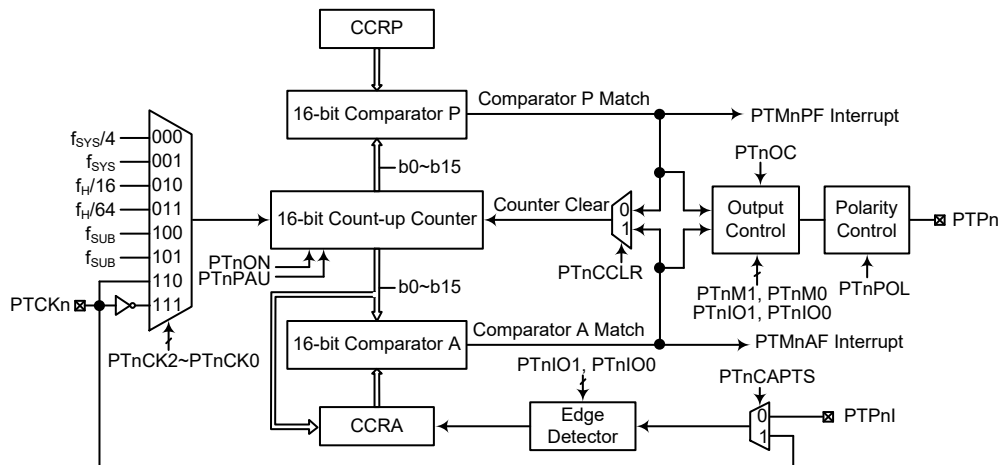 CCRP
16-bit Comparator P
Comparator P Match
PTMnPF Interrupt
fSYS/4
000
fSYS
001
fH/16
010
fH/64
011
fSUB
100
fSUB
101
110
111
PTCKn
PTnCK2~PTnCK0
b0~b15
16-bit Count-up Counter
Counter Clear
0
1
PTnCCLR
PTnON
PTnPAU
b0~b15
PTnOC
Output
Control
Polarity
Control
PTPn
PTnM1, PTnM0
PTnIO1, PTnIO0
PTnPOL
16-bit Comparator A
Comparator A Match
PTMnAF Interrupt
PTnIO1, PTnIO0
PTnCAPTS
CCRA
Edge
Detector
0
1
PTPnI